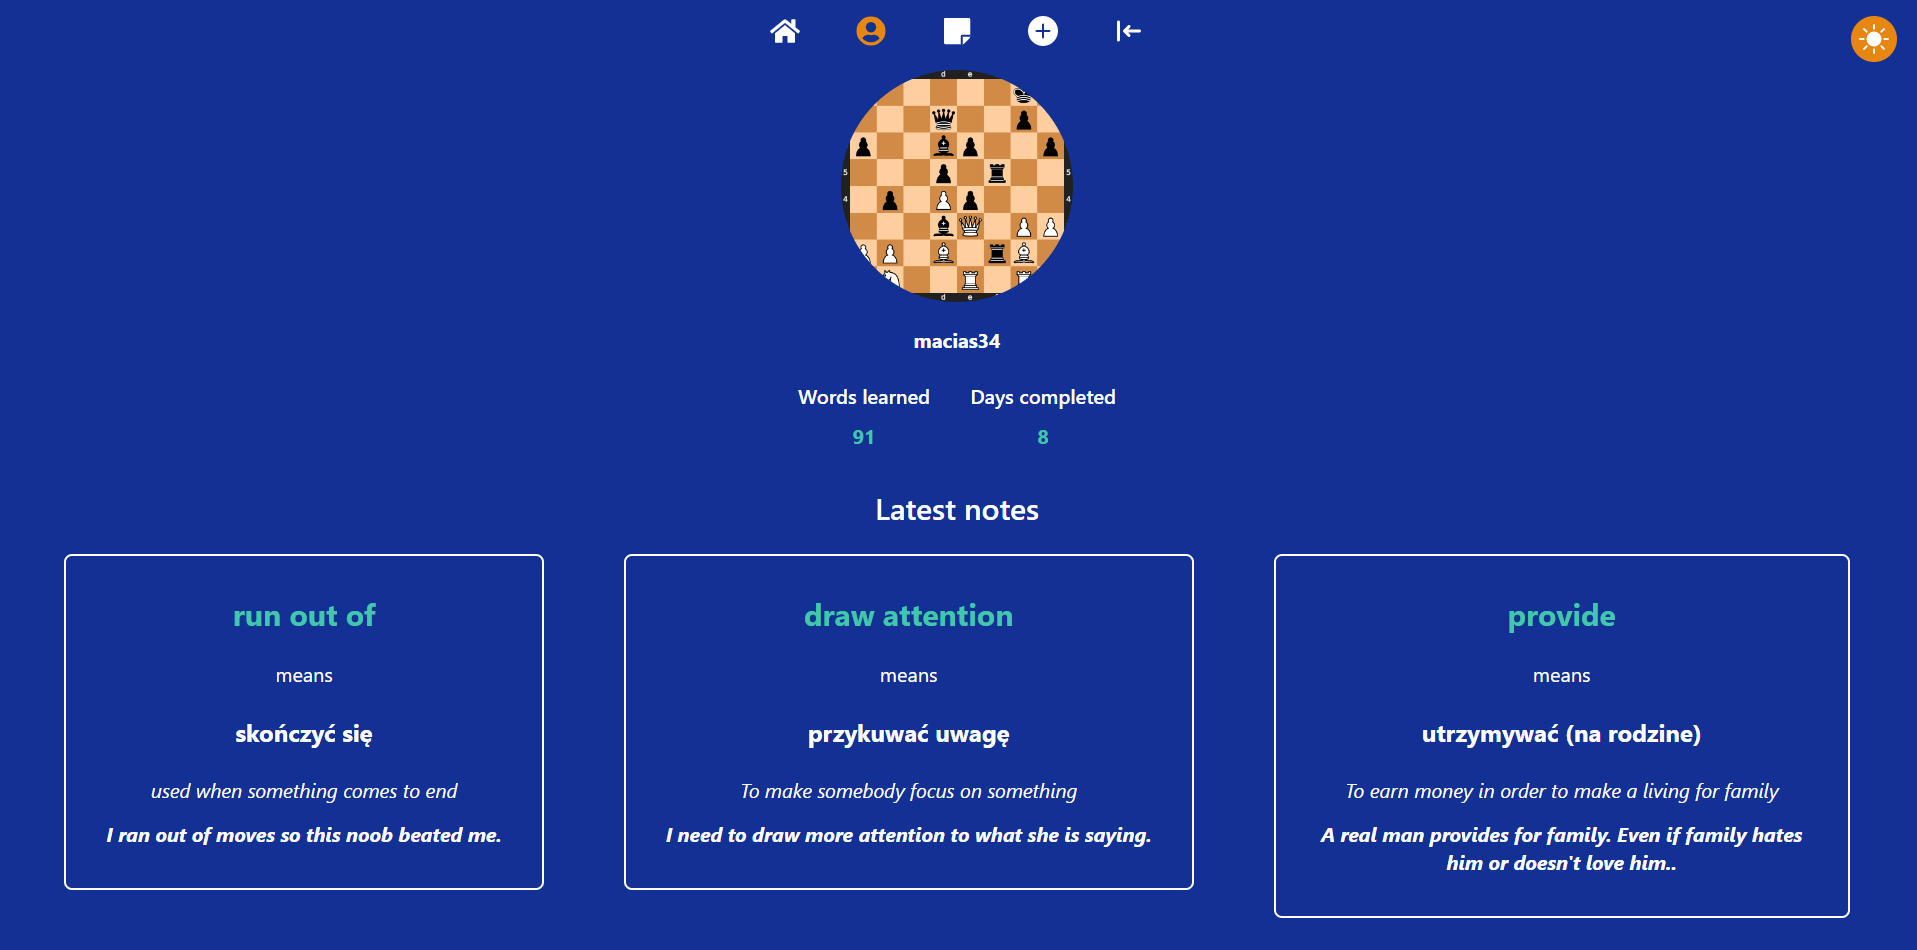 d e
5 5
4 4
d e
macias34
Words learned Days completed
91 8
Latest notes
run out of
means
skończyć się
used when something comes to end
I ran out of moves so this noob beated me.
draw attention
means
przykuwać uwagę
To make somebody focus on something
I need to draw more attention to what she is saying.
provide
means
utrzymywać (na rodzine)
To earn money in order to make a living for family
A real man provides for family. Even if family hates
him or doesn't love him..